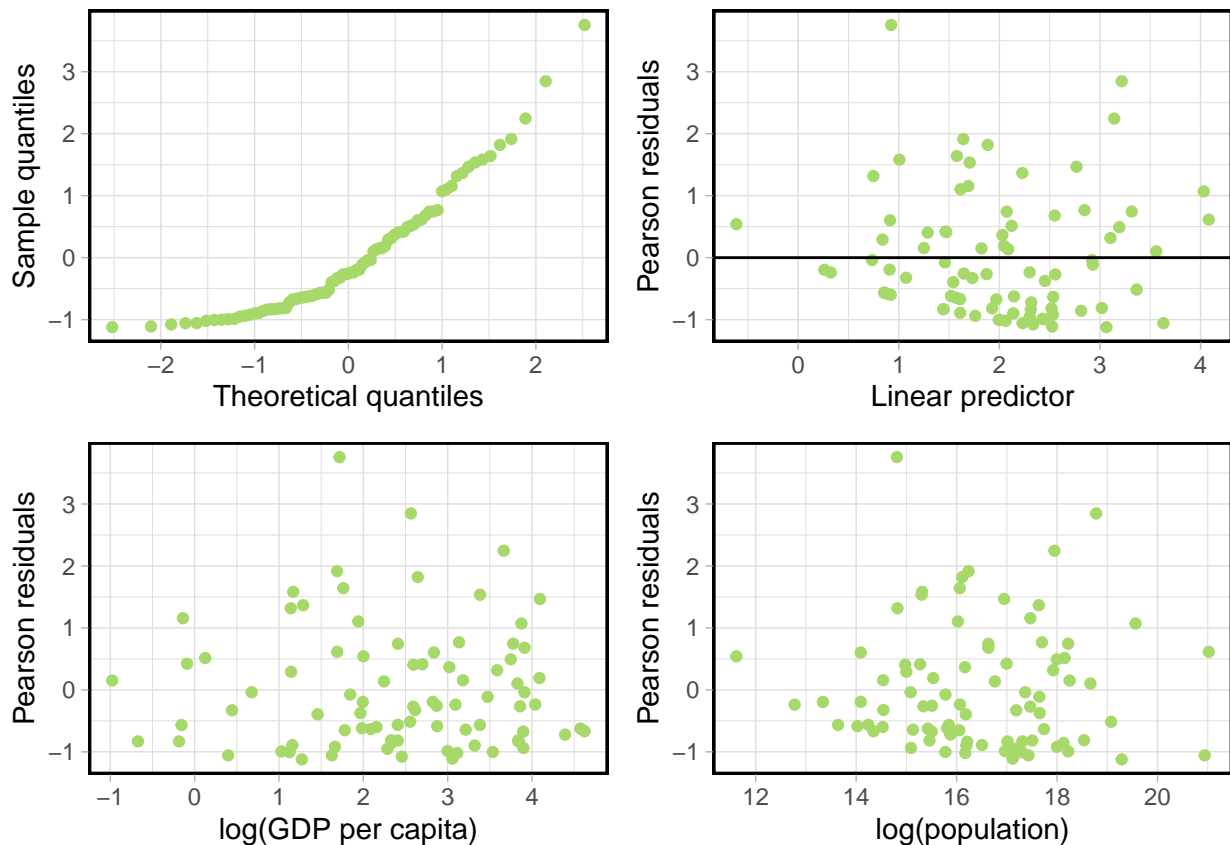 Sample quantiles
3
2
1
0
−1
−2 −1 0 1 2
Theoretical quantiles
Pearson residuals
3
2
1
0
−1
0 1 2 3 4
Linear predictor
Pearson residuals
3
2
1
0
−1
−1 0 1 2 3 4
log(GDP per capita)
Pearson residuals
3
2
1
0
−1
12 14 16 18 20
log(population)